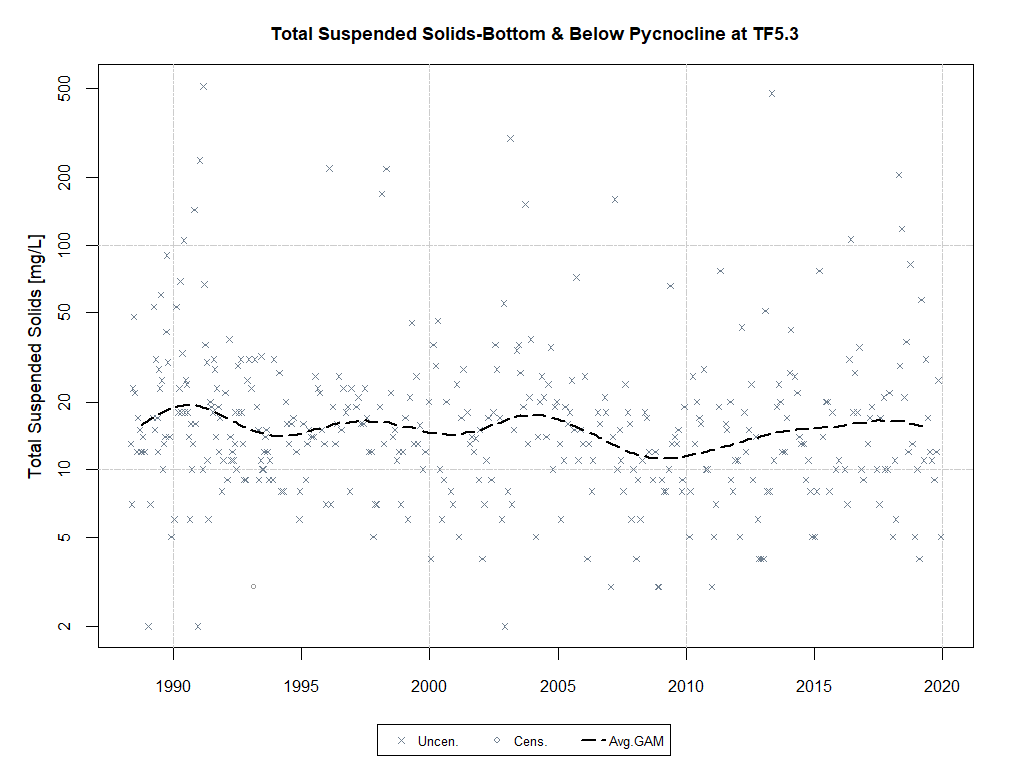 Total Suspended Solids-Bottom & Below Pycnocline at TF5.3
Total Suspended Solids [mg/L]
500
200
100
50
20
10
5
2
1990 1995 2000 2005 2010 2015 2020
Uncen. Cens. Avg.GAM